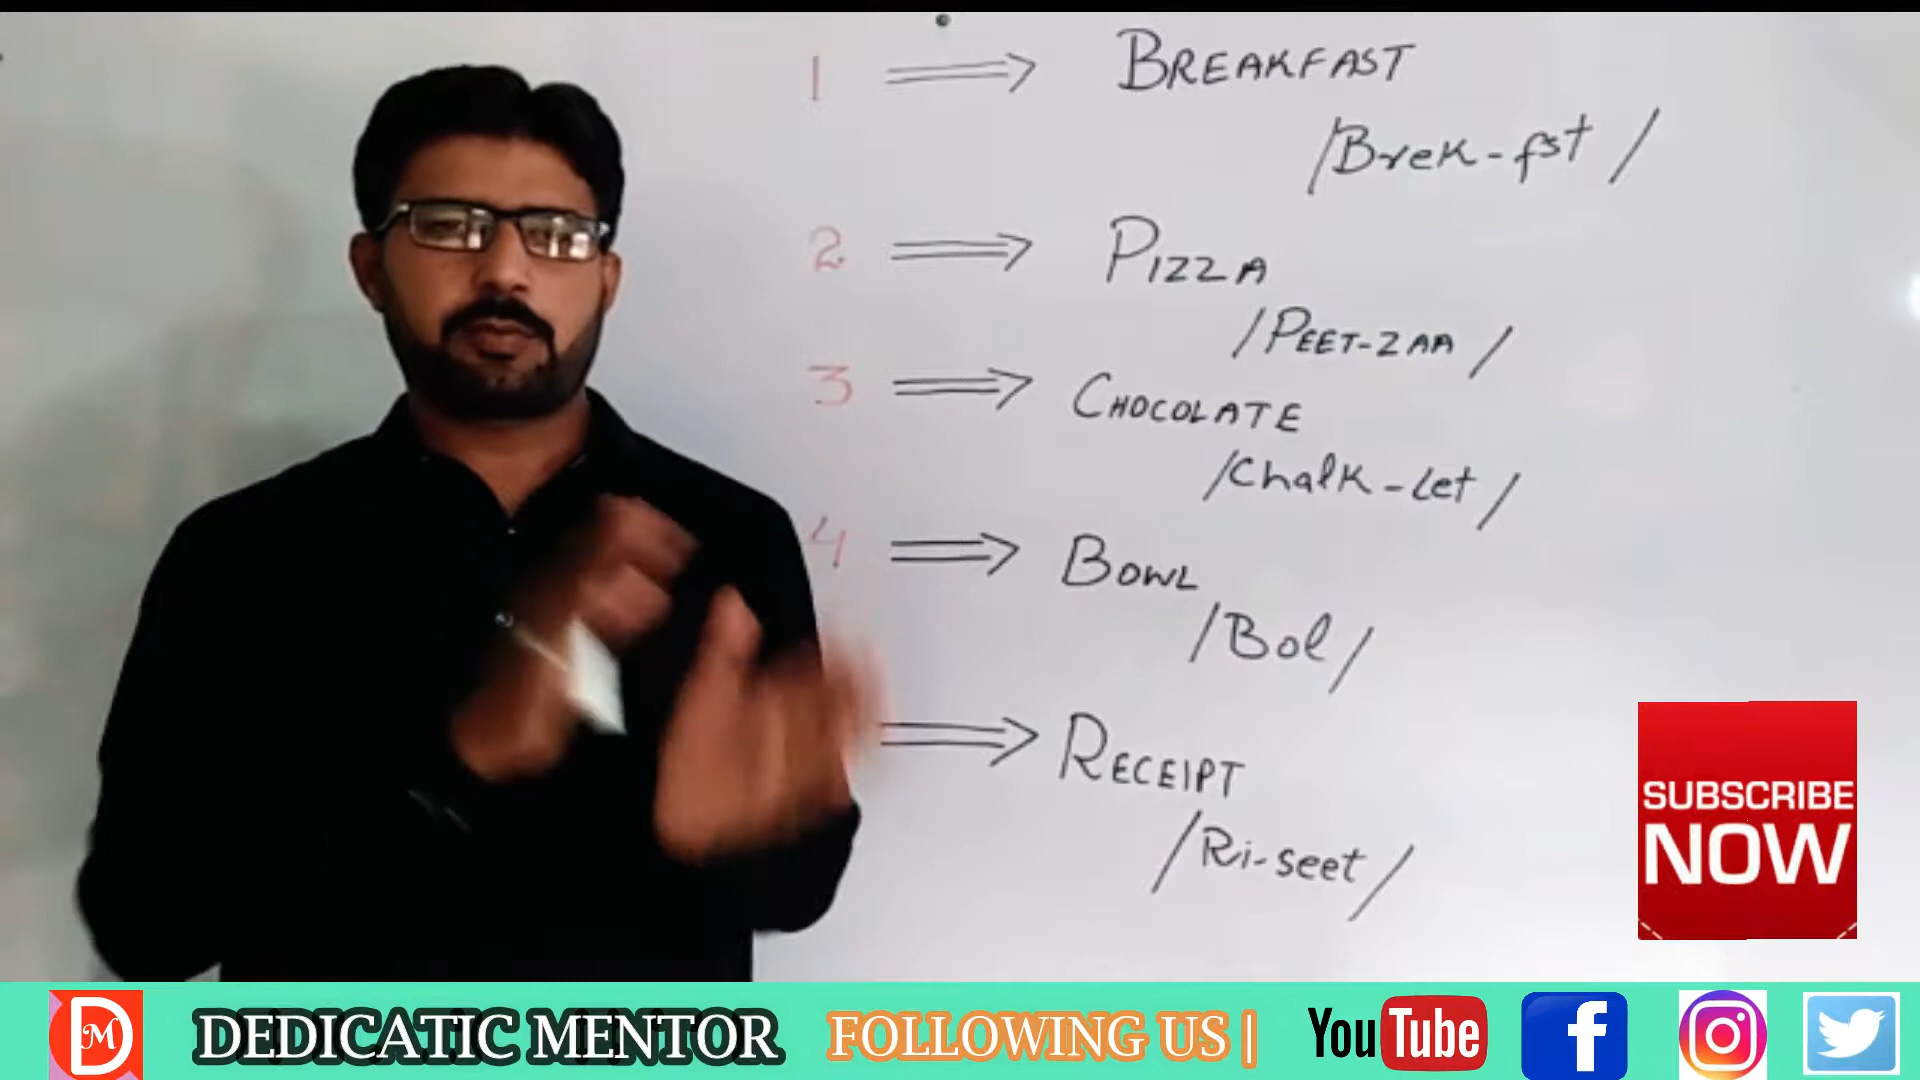 1 ⇒ BREAKFAST
/Brek-fst/
2 ⇒ PIZZA
/PEET-ZAA/
3 ⇒ CHOCOLATE
/Chalk-Let/
4 ⇒ BOWL
/Bol/
⇒ RECEIPT
/Ri-seet/
SUBSCRIBE
NOW
DM DEDICATIC MENTOR FOLLOWING US | YouTube f